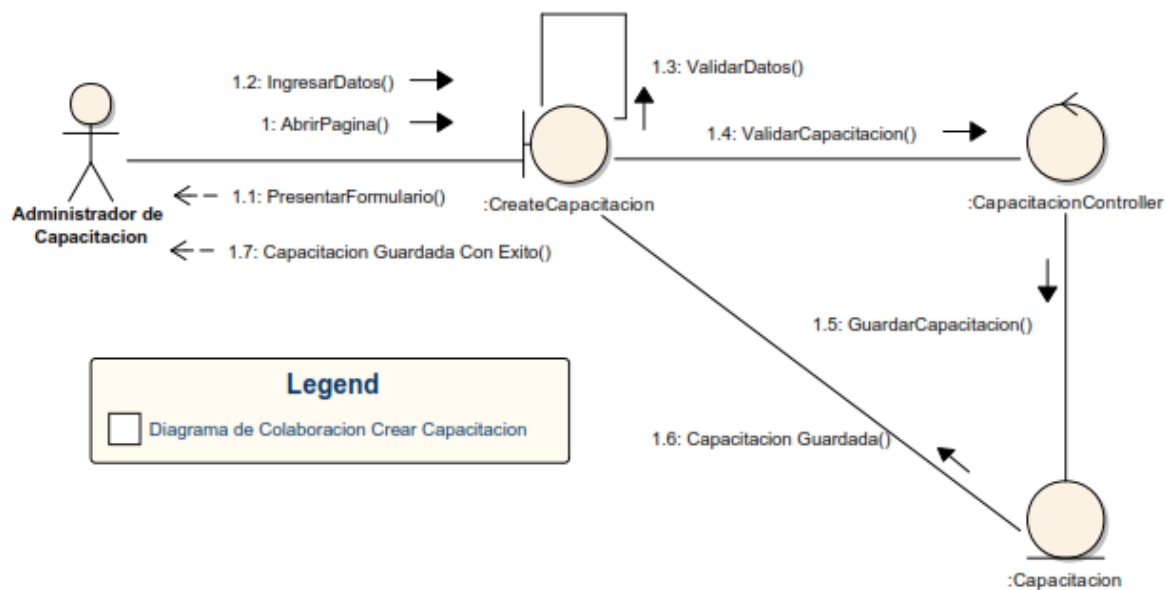 1.2: IngresarDatos()
1.3: ValidarDatos()
1: AbrirPagina()
1.4: ValidarCapacitacion()
1.1: PresentarFormulario()
:CreateCapacitacion
:CapacitacionController
Administrador de
Capacitacion
1.7: Capacitacion Guardada Con Exito()
1.5: GuardarCapacitacion()
Legend
Diagrama de Colaboracion Crear Capacitacion
1.6: Capacitacion Guardada()
:Capacitacion